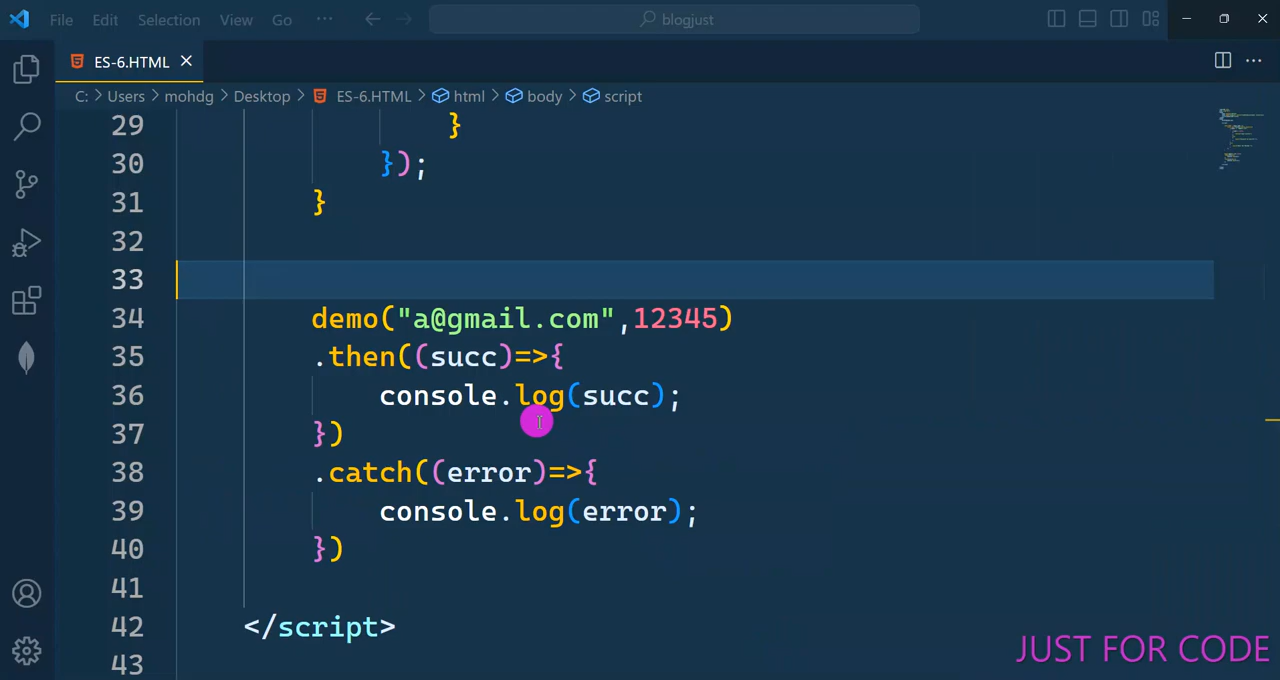 File Edit Selection View Go ··· blogjust
ES-6.HTML
C: > Users > mohdg > Desktop > ES-6.HTML > html > body > script
29 }
30 });
31 }
32
33
34 demo("a@gmail.com",12345)
35 .then((succ)=>{
36 console.log(succ);
37 })
38 .catch((error)=>{
39 console.log(error);
40 })
41
42 </script>
43
JUST FOR CODE